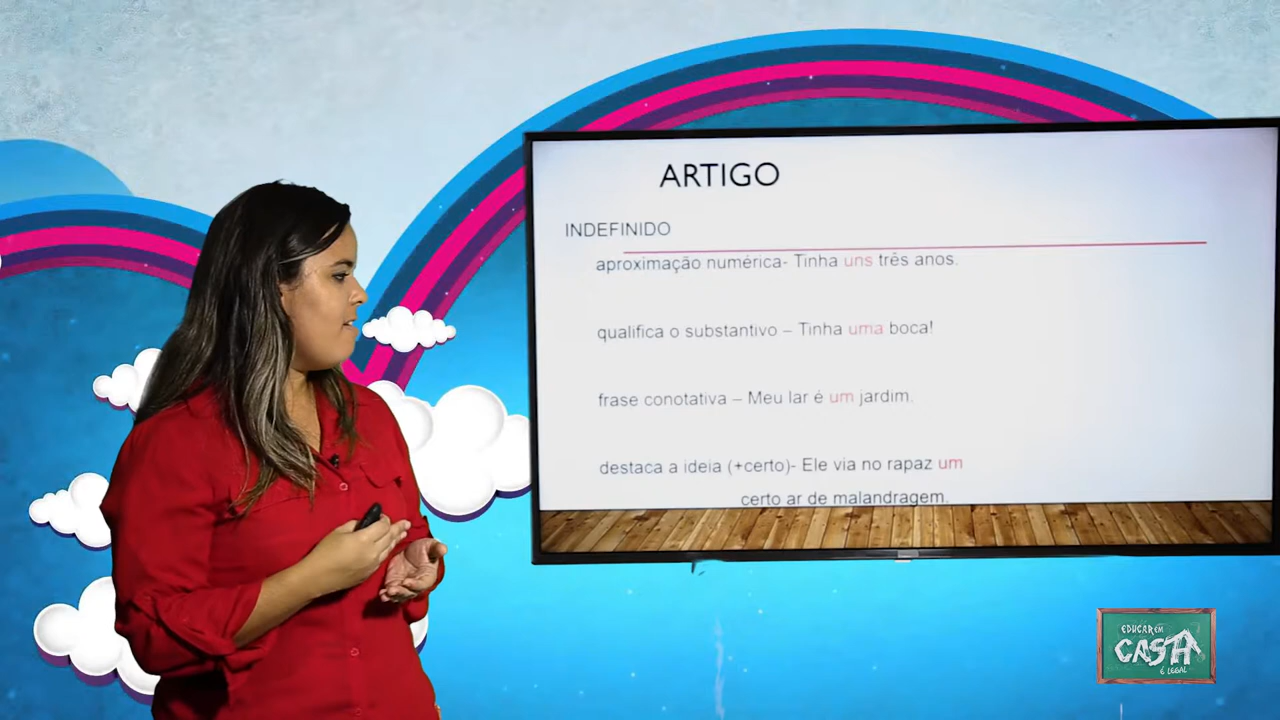 ARTIGO
INDEFINIDO
aproximação numérica- Tinha uns três anos.
qualifica o substantivo – Tinha uma boca!
frase conotativa – Meu lar é um jardim.
destaca a ideia (+certo)- Ele via no rapaz um
certo ar de malandragem.
EDUCAR EM
CASA
É LEGAL